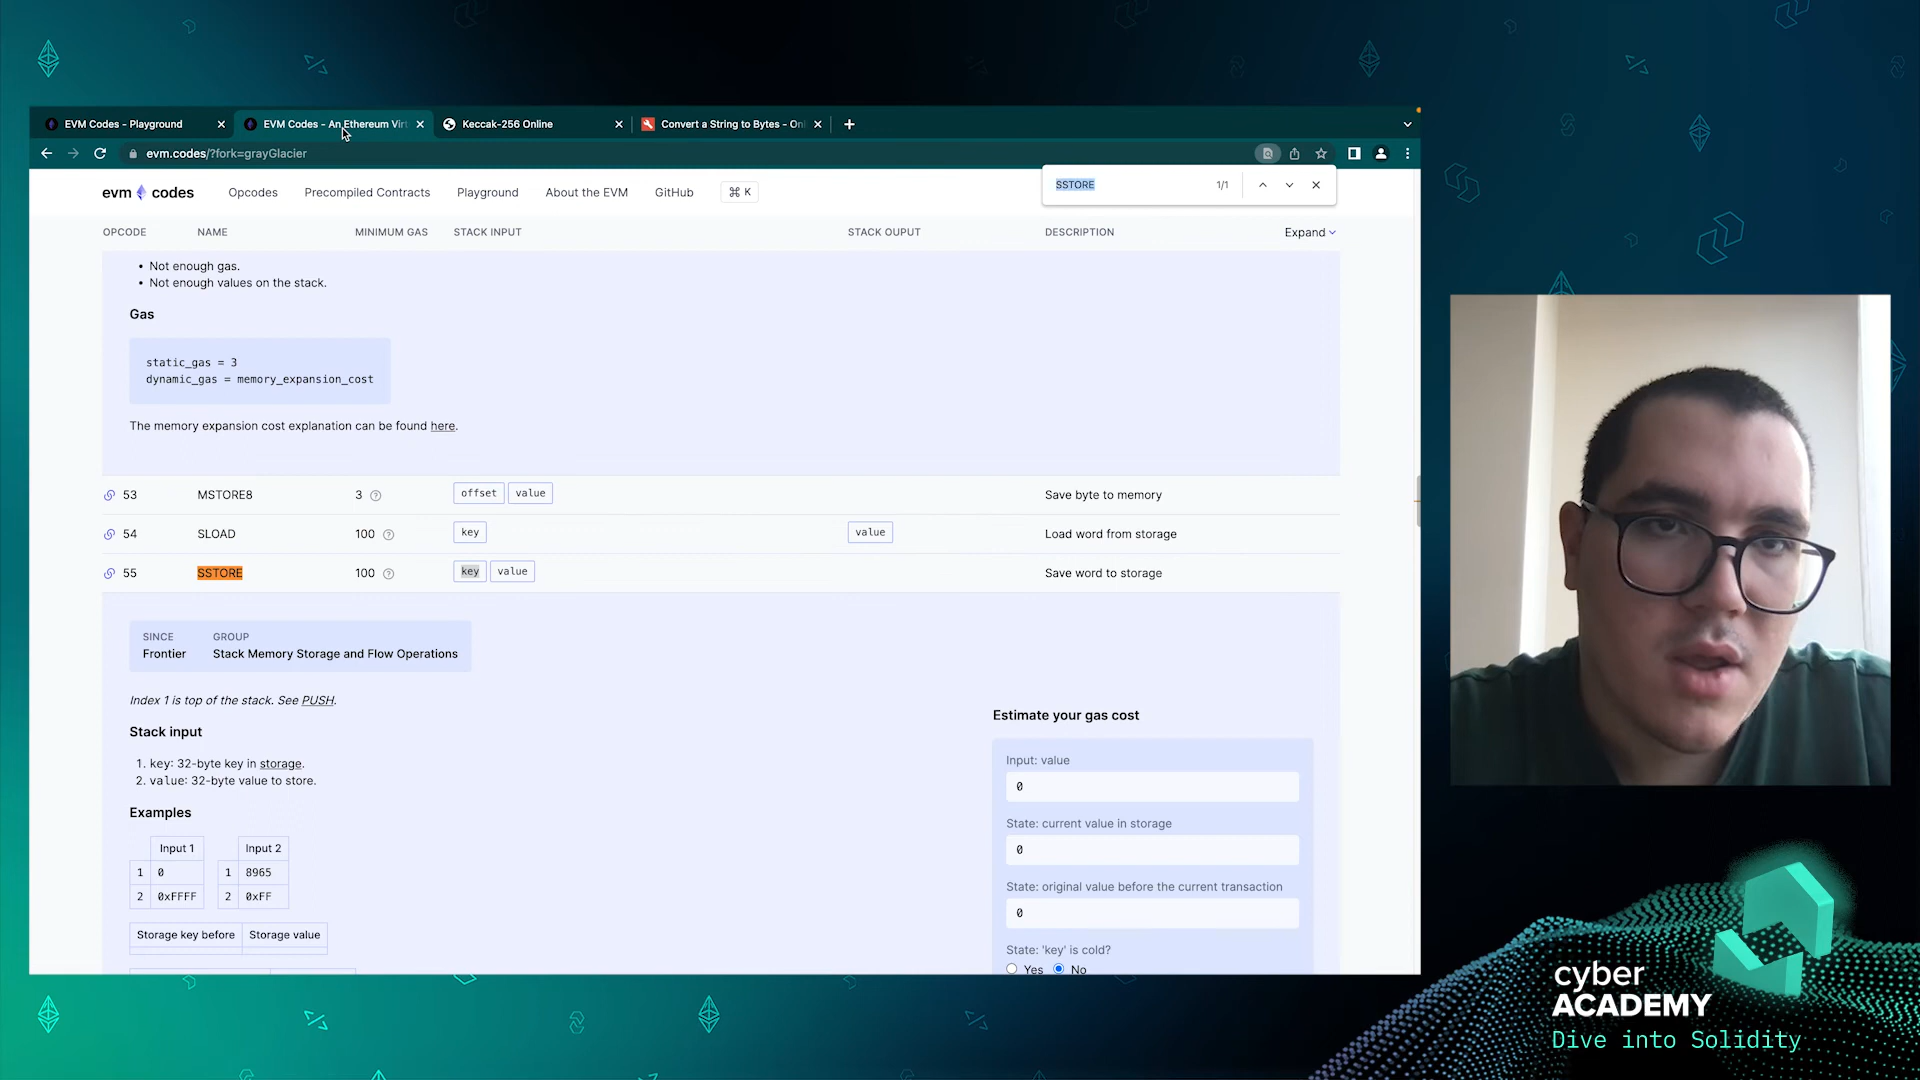 EVM Codes - Playground
EVM Codes - An Ethereum Virt
Keccak-256 Online
Convert a String to Bytes - Onl
evm.codes/?fork=grayGlacier
SSTORE
1/1
evm codes
Opcodes
Precompiled Contracts
Playground
About the EVM
GitHub
⌘ K
OPCODE
NAME
MINIMUM GAS
STACK INPUT
STACK OUPUT
DESCRIPTION
Expand
• Not enough gas.
• Not enough values on the stack.
Gas
static_gas = 3
dynamic_gas = memory_expansion_cost
The memory expansion cost explanation can be found here.
53 MSTORE8 3 offset value Save byte to memory
54 SLOAD 100 key value Load word from storage
55 SSTORE 100 key value Save word to storage
SINCE GROUP
Frontier Stack Memory Storage and Flow Operations
Index 1 is top of the stack. See PUSH.
Stack input
1. key: 32-byte key in storage.
2. value: 32-byte value to store.
Examples
Input 1 Input 2
1 0 1 8965
2 0xFFFF 2 0xFF
Storage key before Storage value
Estimate your gas cost
Input: value
0
State: current value in storage
0
State: original value before the current transaction
0
State: 'key' is cold?
Yes No
cyber
ACADEMY
Dive into Solidity